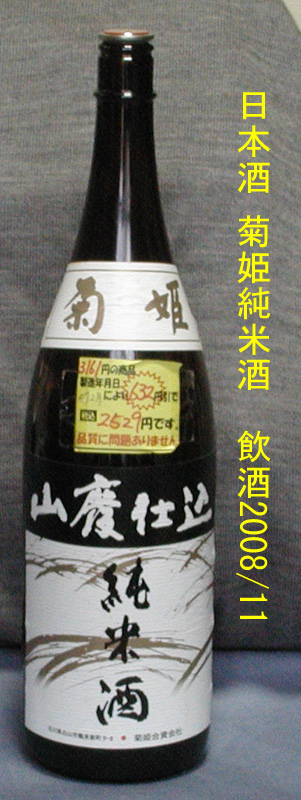 日本酒 菊姫純米酒 飲酒2008/11
菊姫
3161円の商品
製造年月日
により632円引で
税込2529円です。
品質に問題ありません
山廃仕込
純米酒
菊姫合資会社